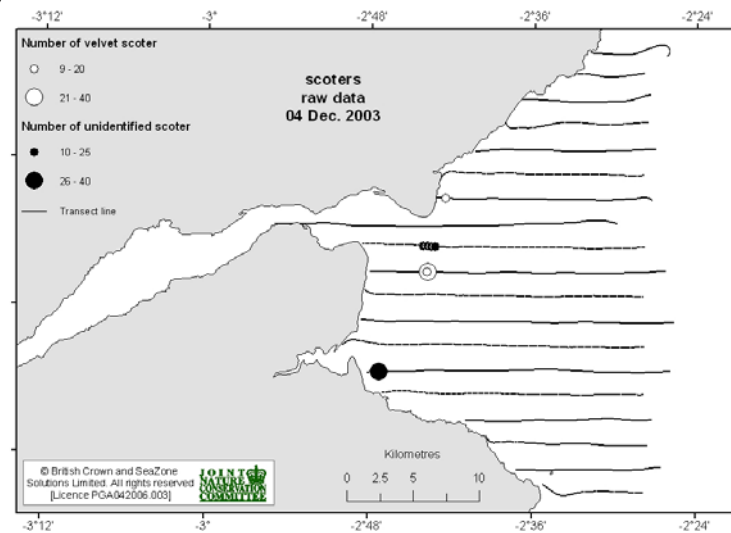 -3°12'
-3°
-2°48'
-2°36'
-2°24'
Number of velvet scoter
9 - 20
21 - 40
Number of unidentified scoter
10 - 25
26 - 40
Transect line
scoters
raw data
04 Dec. 2003
© British Crown and SeaZone
Solutions Limited. All rights reserved
[Licence PGA042006.003]
JOINT
NATURE
CONSERVATION
COMMITTEE
Kilometres
0 2.5 5 10
-3°12'
-3°
-2°48'
-2°36'
-2°24'